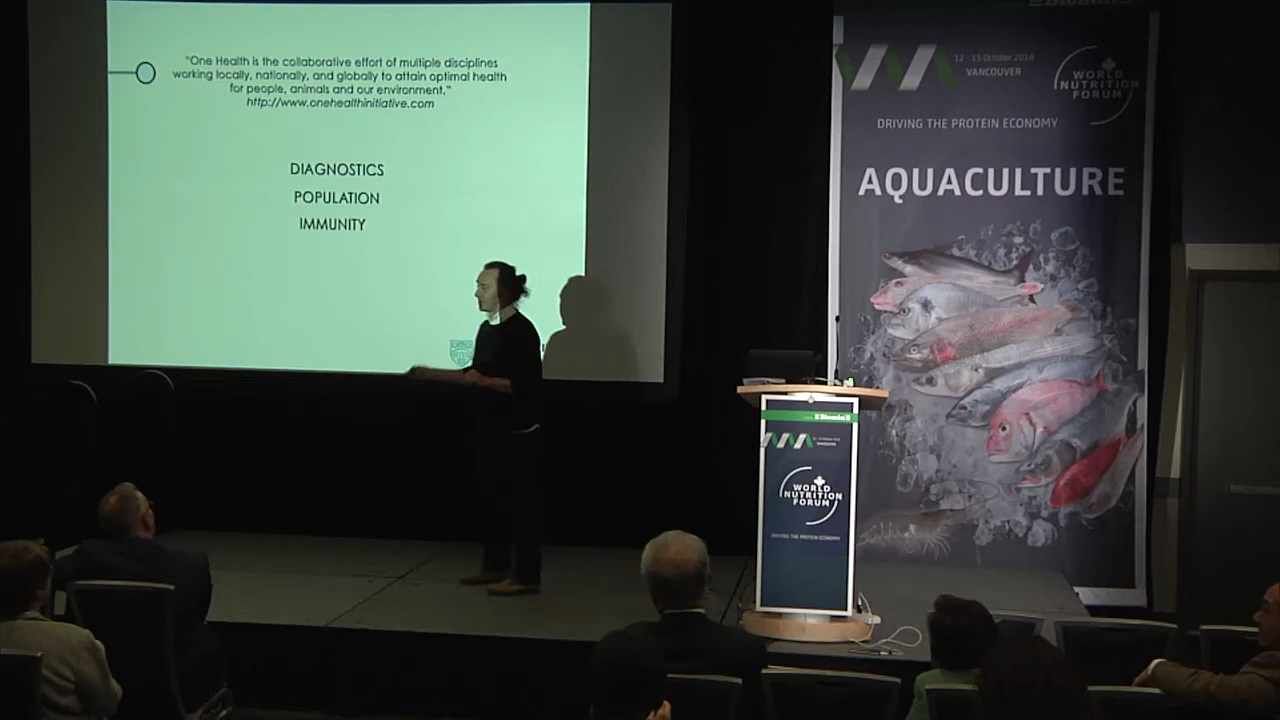 "One Health is the collaborative effort of multiple disciplines
working locally, nationally, and globally to attain optimal health
for people, animals and our environment."
http://www.onehealthinitiative.com
DIAGNOSTICS
POPULATION
IMMUNITY
12 - 15 October 2014
VANCOUVER
WORLD
NUTRITION
FORUM
DRIVING THE PROTEIN ECONOMY
AQUACULTURE
Biomin
VANCOUVER
WORLD
NUTRITION
FORUM
DRIVING THE PROTEIN ECONOMY